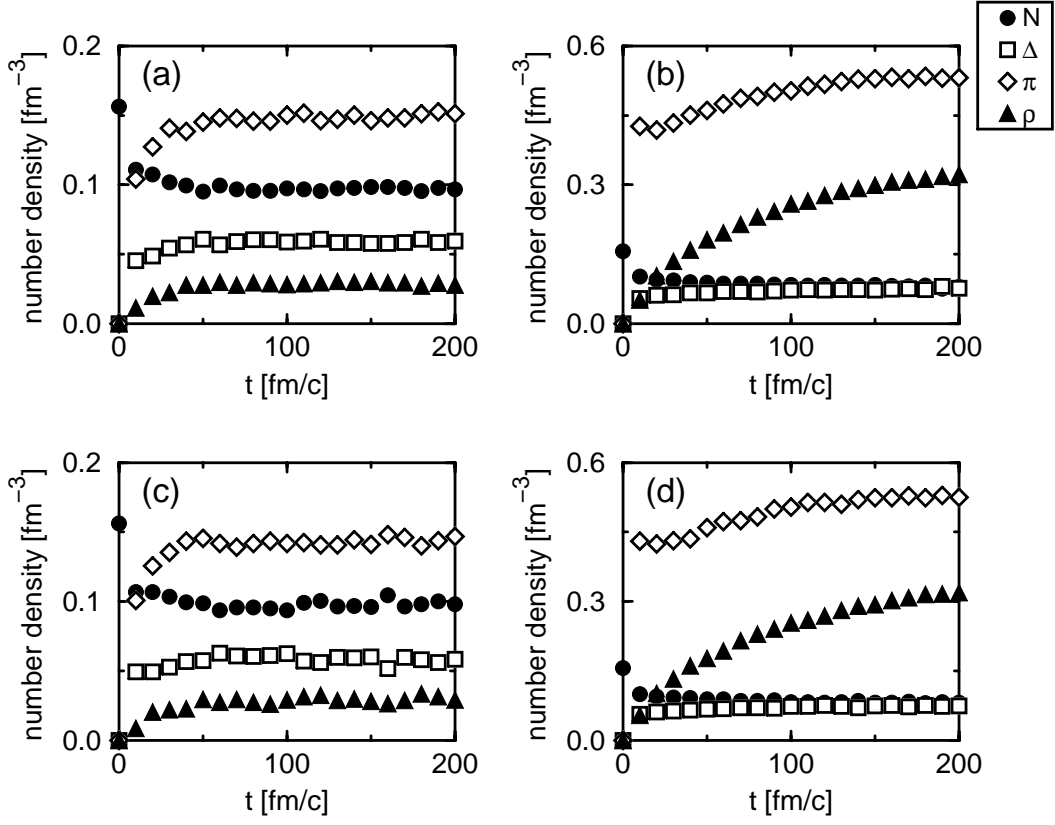 N
Δ
π
ρ
(a)
number density [fm⁻³]
0.2
0.1
0.0
0 100 200
t [fm/c]
(b)
number density [fm⁻³]
0.6
0.3
0.0
0 100 200
t [fm/c]
(c)
number density [fm⁻³]
0.2
0.1
0.0
0 100 200
t [fm/c]
(d)
number density [fm⁻³]
0.6
0.3
0.0
0 100 200
t [fm/c]